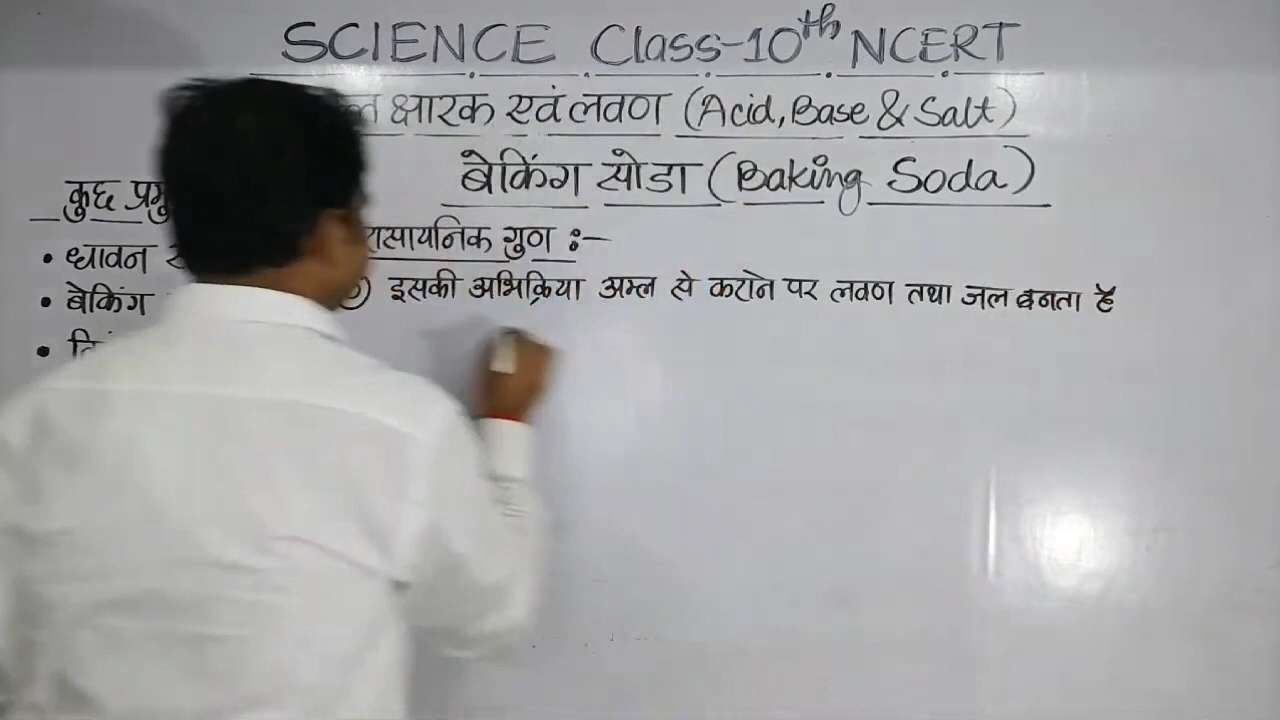 SCIENCE Class-10th NCERT
क्षारक एवं लवण (Acid, Base & Salt)
बेकिंग सोडा (Baking Soda)
कुछ
रासायनिक गुण :-
• धावन
इसकी अभिक्रिया अम्ल से कराने पर लवण तथा जल बनता है
• बेकिंग
•